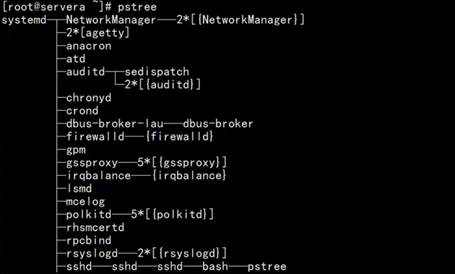 [root@servera ~]# pstree
systemd─┬─NetworkManager───2*[{NetworkManager}]
        ├─2*[agetty]
        ├─anacron
        ├─atd
        ├─auditd─┬─sedispatch
        │        └─2*[{auditd}]
        ├─chronyd
        ├─crond
        ├─dbus-broker-lau───dbus-broker
        ├─firewalld───{firewalld}
        ├─gpm
        ├─gssproxy───5*[{gssproxy}]
        ├─irqbalance───{irqbalance}
        ├─lsmd
        ├─mcelog
        ├─polkitd───5*[{polkitd}]
        ├─rhsmcertd
        ├─rpcbind
        ├─rsyslogd───2*[{rsyslogd}]
        ├─sshd───sshd───sshd───bash───pstree